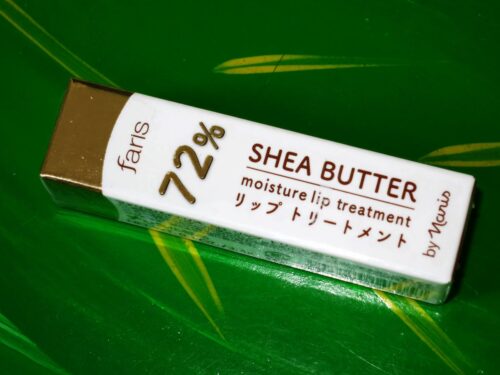 faris
72%
SHEA BUTTER
moisture lip treatment
リップ トリートメント
by Naris